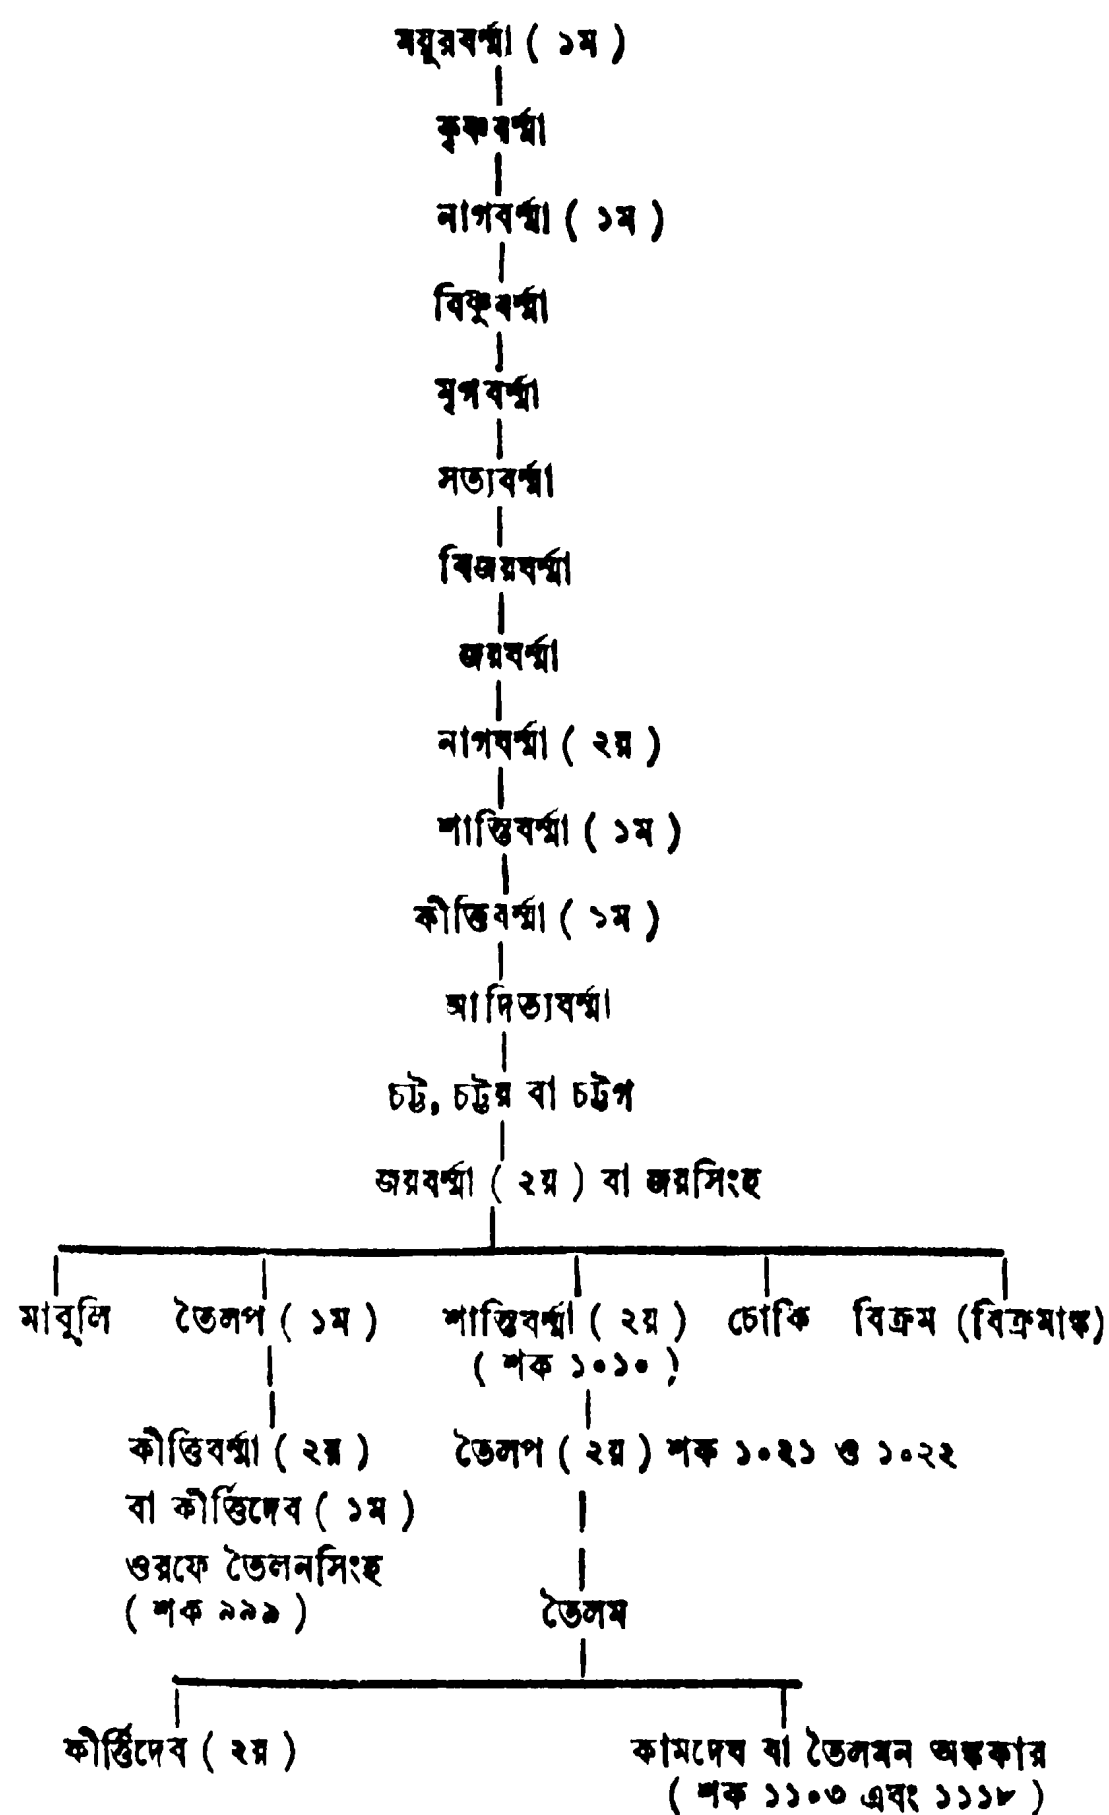 ময়ূরবর্ম্মা ( ১ম )
কৃষ্ণবর্ম্মা
নাগবর্ম্মা ( ১ম )
বিষ্ণুবর্ম্মা
মৃগবর্ম্মা
সত্যবর্ম্মা
বিজয়বর্ম্মা
জয়বর্ম্মা
নাগবর্ম্মা ( ২য় )
শান্তিবর্ম্মা ( ১ম )
কীর্ত্তিবর্ম্মা ( ১ম )
আদিত্যবর্ম্মা
চট্ট, চট্টয় বা চট্টগ
জয়বর্ম্মা ( ২য় ) বা জয়সিংহ
মাবুলি তৈলপ ( ১ম ) শান্তিবর্ম্মা ( ২য় ) চোকি বিক্রম (বিক্রমাঙ্ক)
( শক ১০১০ )
কীর্ত্তিবর্ম্মা ( ২য় ) তৈলপ ( ২য় ) শক ১০২১ ও ১০২২
বা কীর্ত্তিদেব ( ১ম )
ওরফে তৈলনসিংহ
( শক ৯৯৯ ) তৈলম
কীর্ত্তিদেব ( ২য় ) কামদেব বা তৈলমন অঙ্ককার
( শক ১১০৩ এবং ১১১৮ )